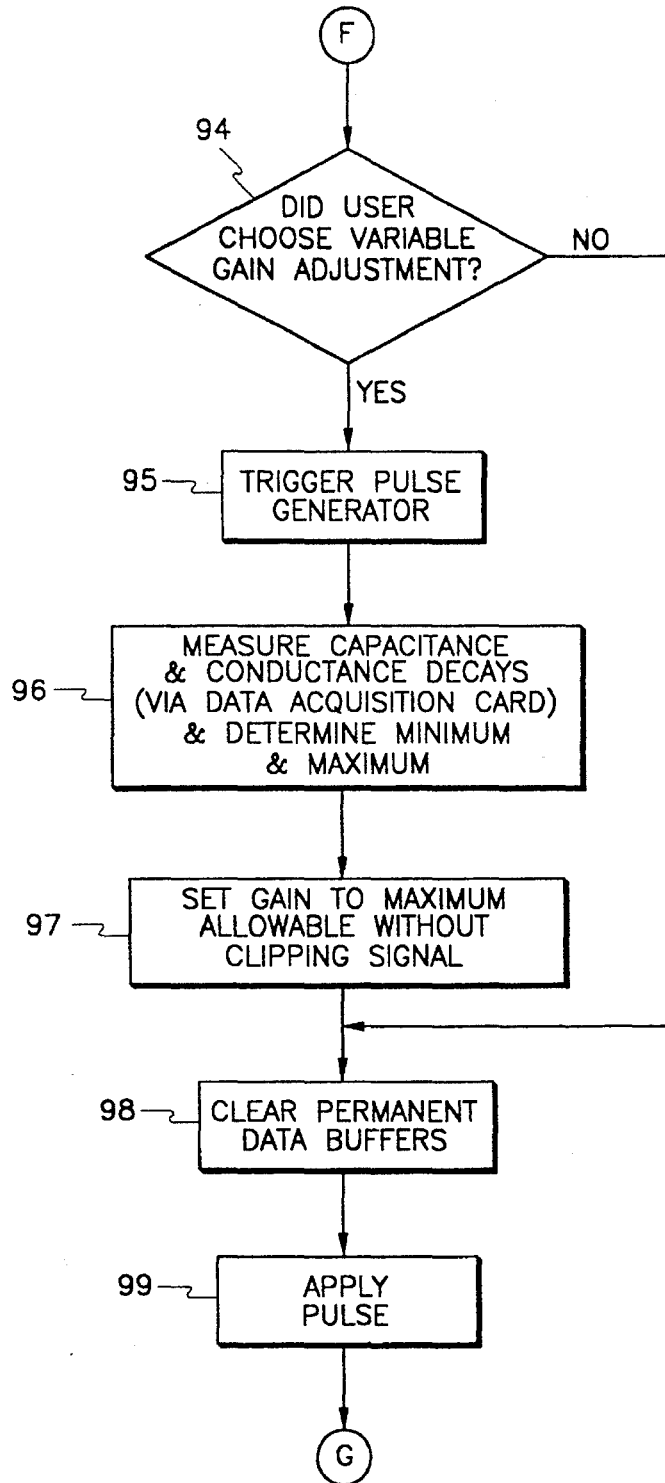 F
94
DID USER
CHOOSE VARIABLE
GAIN ADJUSTMENT?
NO
YES
95
TRIGGER PULSE
GENERATOR
96
MEASURE CAPACITANCE
& CONDUCTANCE DECAYS
(VIA DATA ACQUISITION CARD)
& DETERMINE MINIMUM
& MAXIMUM
97
SET GAIN TO MAXIMUM
ALLOWABLE WITHOUT
CLIPPING SIGNAL
98
CLEAR PERMANENT
DATA BUFFERS
99
APPLY
PULSE
G